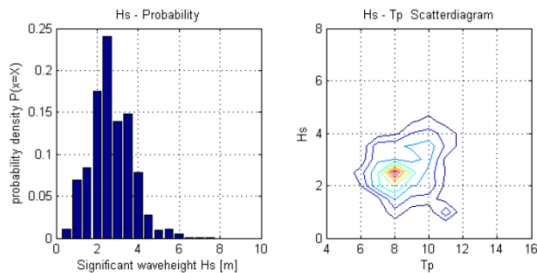 Hs - Probability
0.25
0.2
0.15
0.1
0.05
0
0 2 4 6 8 10
probability density P(x=X)
Significant waveheight Hs [m]
Hs - Tp Scatterdiagram
8
6
4
2
0
4 6 8 10 12 14 16
Hs
Tp